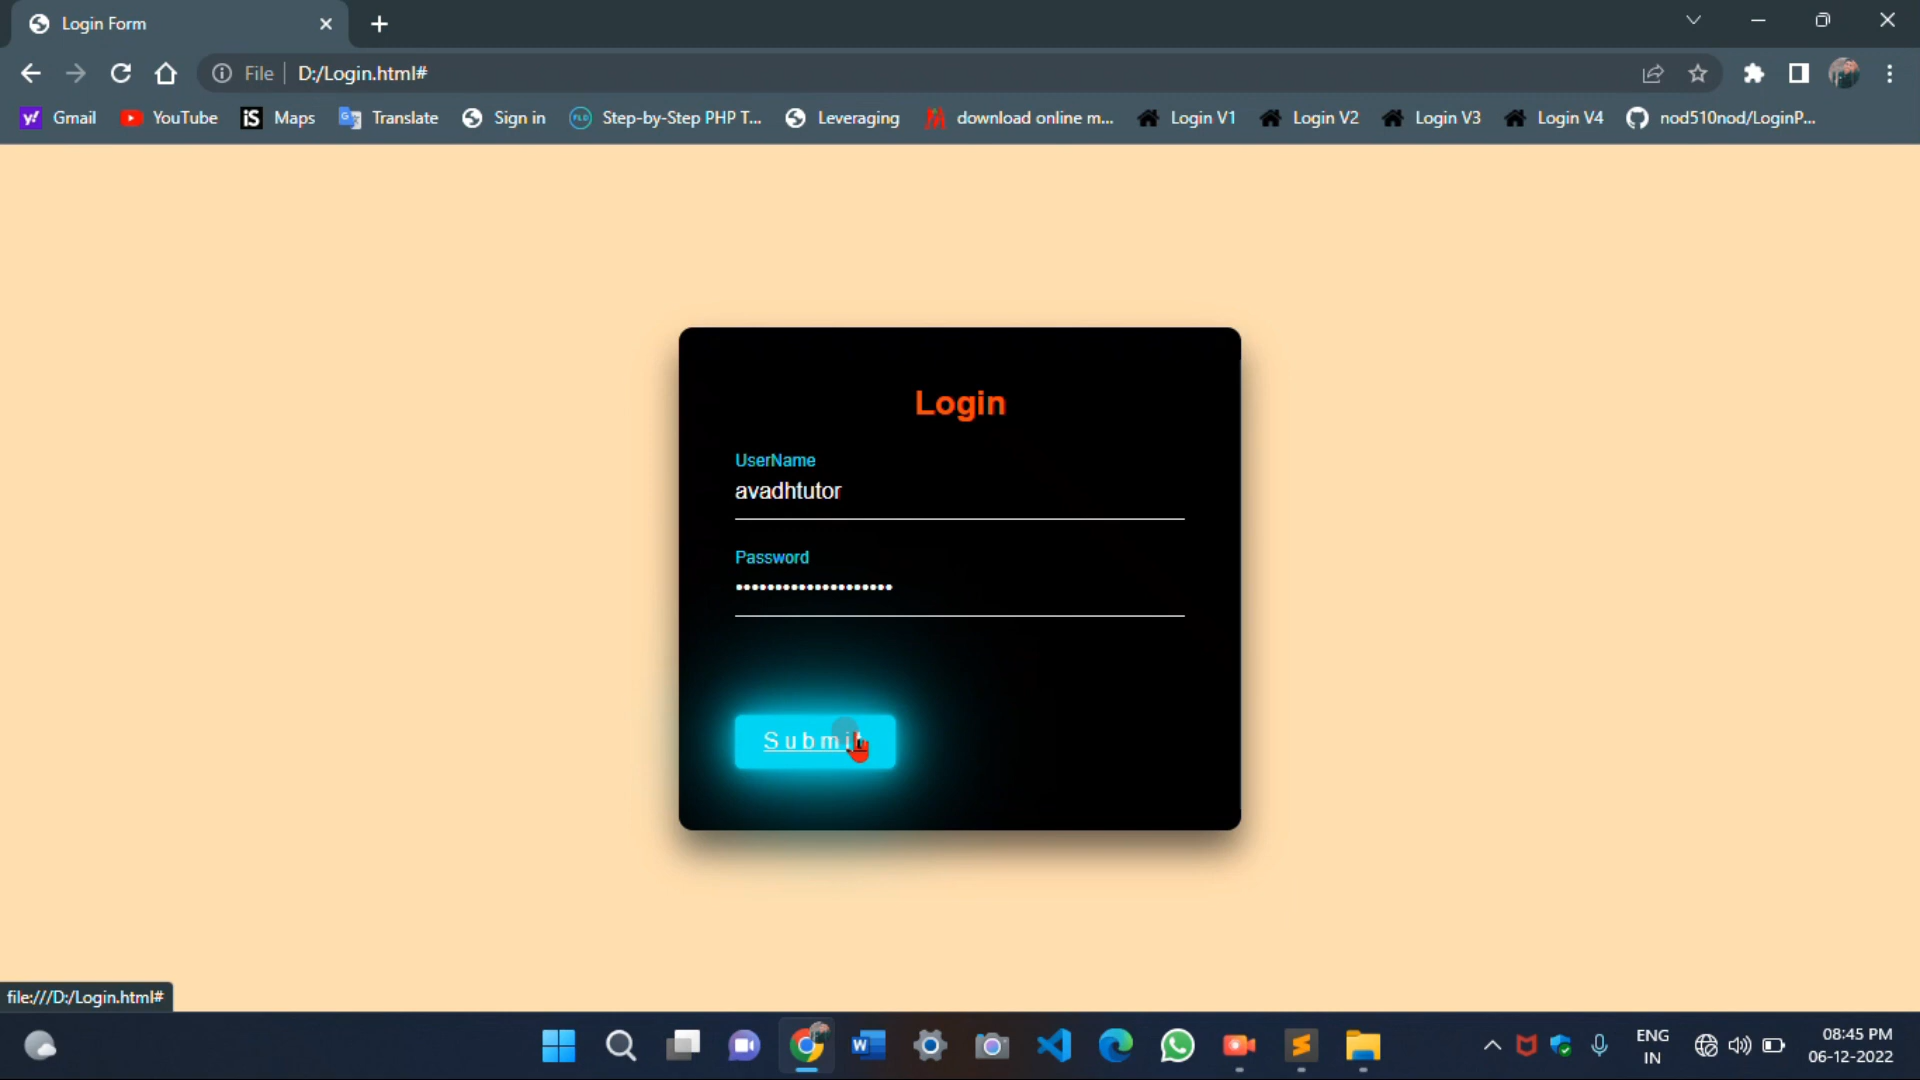 Login Form
File
D:/Login.html#
Gmail
YouTube
Maps
Translate
Sign in
Step-by-Step PHP T...
Leveraging
download online m...
Login V1
Login V2
Login V3
Login V4
nod510nod/LoginP...
Login
UserName
avadhtutor
Password
••••••••••••••••••••
Submit
file:///D:/Login.html#
ENG
IN
08:45 PM
06-12-2022